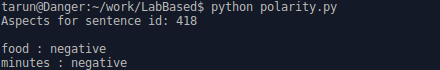 tarun@Danger:~/work/LabBased$ python polarity.py
Aspects for sentence id: 418
food : negative
minutes : negative